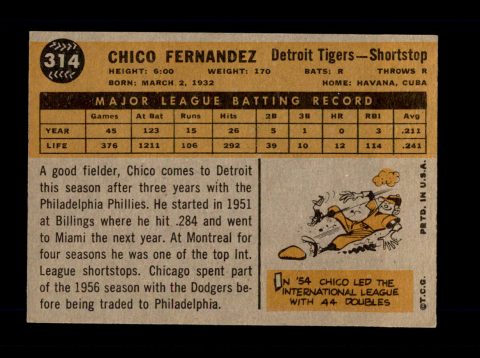 314
CHICO FERNANDEZ Detroit Tigers—Shortstop
HEIGHT: 6:00 WEIGHT: 170 BATS: R THROWS R
BORN: MARCH 2, 1932 HOME: HAVANA, CUBA
MAJOR LEAGUE BATTING RECORD
Games At Bat Runs Hits 2B 3B HR RBI Avg
YEAR 45 123 15 26 5 1 0 3 .211
LIFE 376 1211 106 292 39 10 12 114 .241
A good fielder, Chico comes to Detroit
this season after three years with the
Philadelphia Phillies. He started in 1951
at Billings where he hit .284 and went
to Miami the next year. At Montreal for
four seasons he was one of the top Int.
League shortstops. Chicago spent part
of the 1956 season with the Dodgers be-
fore being traded to Philadelphia.
IN '54 CHICO LED THE
INTERNATIONAL LEAGUE
WITH 44 DOUBLES
©T.C.G. PRTD. IN U.S.A.